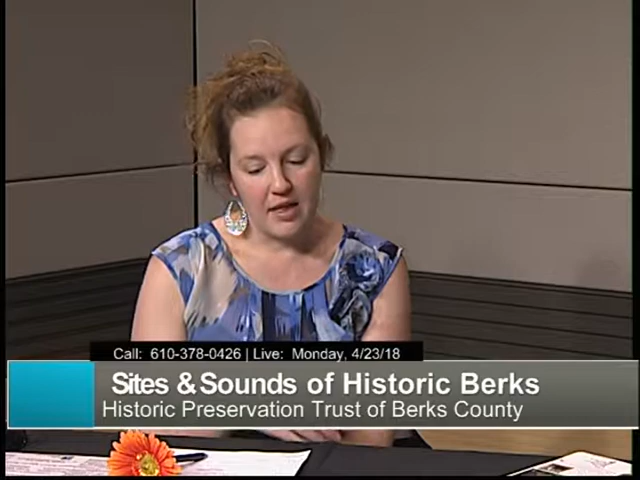 Call: 610-378-0426 | Live: Monday, 4/23/18
Sites & Sounds of Historic Berks
Historic Preservation Trust of Berks County